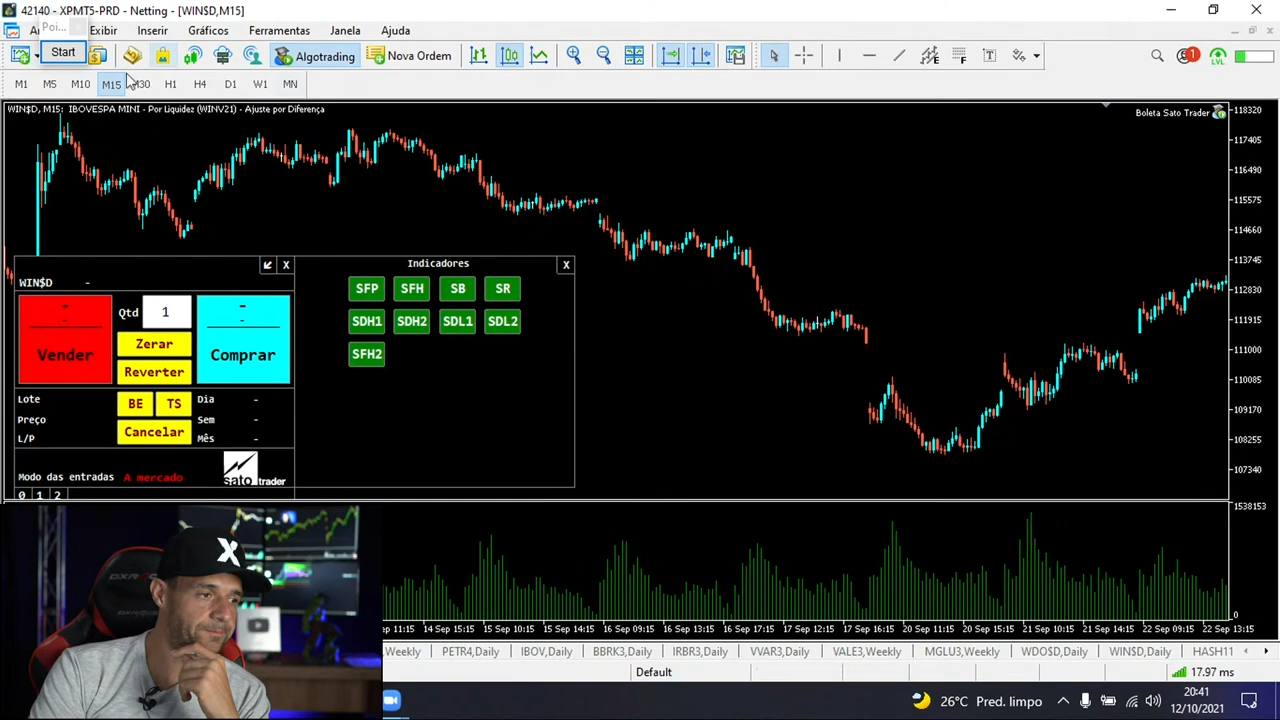 42140 - XPMT5-PRD - Netting - [WIN$D,M15]
Poi...
Exibir Inserir Gráficos Ferramentas Janela Ajuda
Start
Algotrading Nova Ordem
1 LVL
M1 M5 M10 M15 M30 H1 H4 D1 W1 MN
WIN$D, M15: IBOVESPA MINI - Por Liquidez (WINV21) - Ajuste por Diferença
Boleta Sato Trader
118320
117405
116490
115575
114660
113745
112830
111915
111000
110085
109170
108255
107340
X
WIN$D -
- Qtd 1 -
Vender Zerar Comprar
Reverter
Lote BE TS Dia -
Preço Cancelar Sem -
L/P Mês -
sato trader
Modo das entradas A mercado
0 1 2
Indicadores X
SFP SFH SB SR
SDH1 SDH2 SDL1 SDL2
SFH2
1538153
0
11:15 14 Sep 15:15 15 Sep 10:15 15 Sep 14:15 16 Sep 09:15 16 Sep 13:15 16 Sep 17:15 17 Sep 16:15 20 Sep 11:15 20 Sep 15:15 21 Sep 10:15 21 Sep 14:15 22 Sep 09:15 22 Sep 13:15
Weekly PETR4,Daily IBOV,Daily BBRK3,Daily IRBR3,Daily VVAR3,Daily VALE3,Weekly MGLU3,Weekly WDO$D,Daily WIN$D,Daily HASH11
Default 17.97 ms
26°C Pred. limpo
20:41
12/10/2021
X
DXRACER